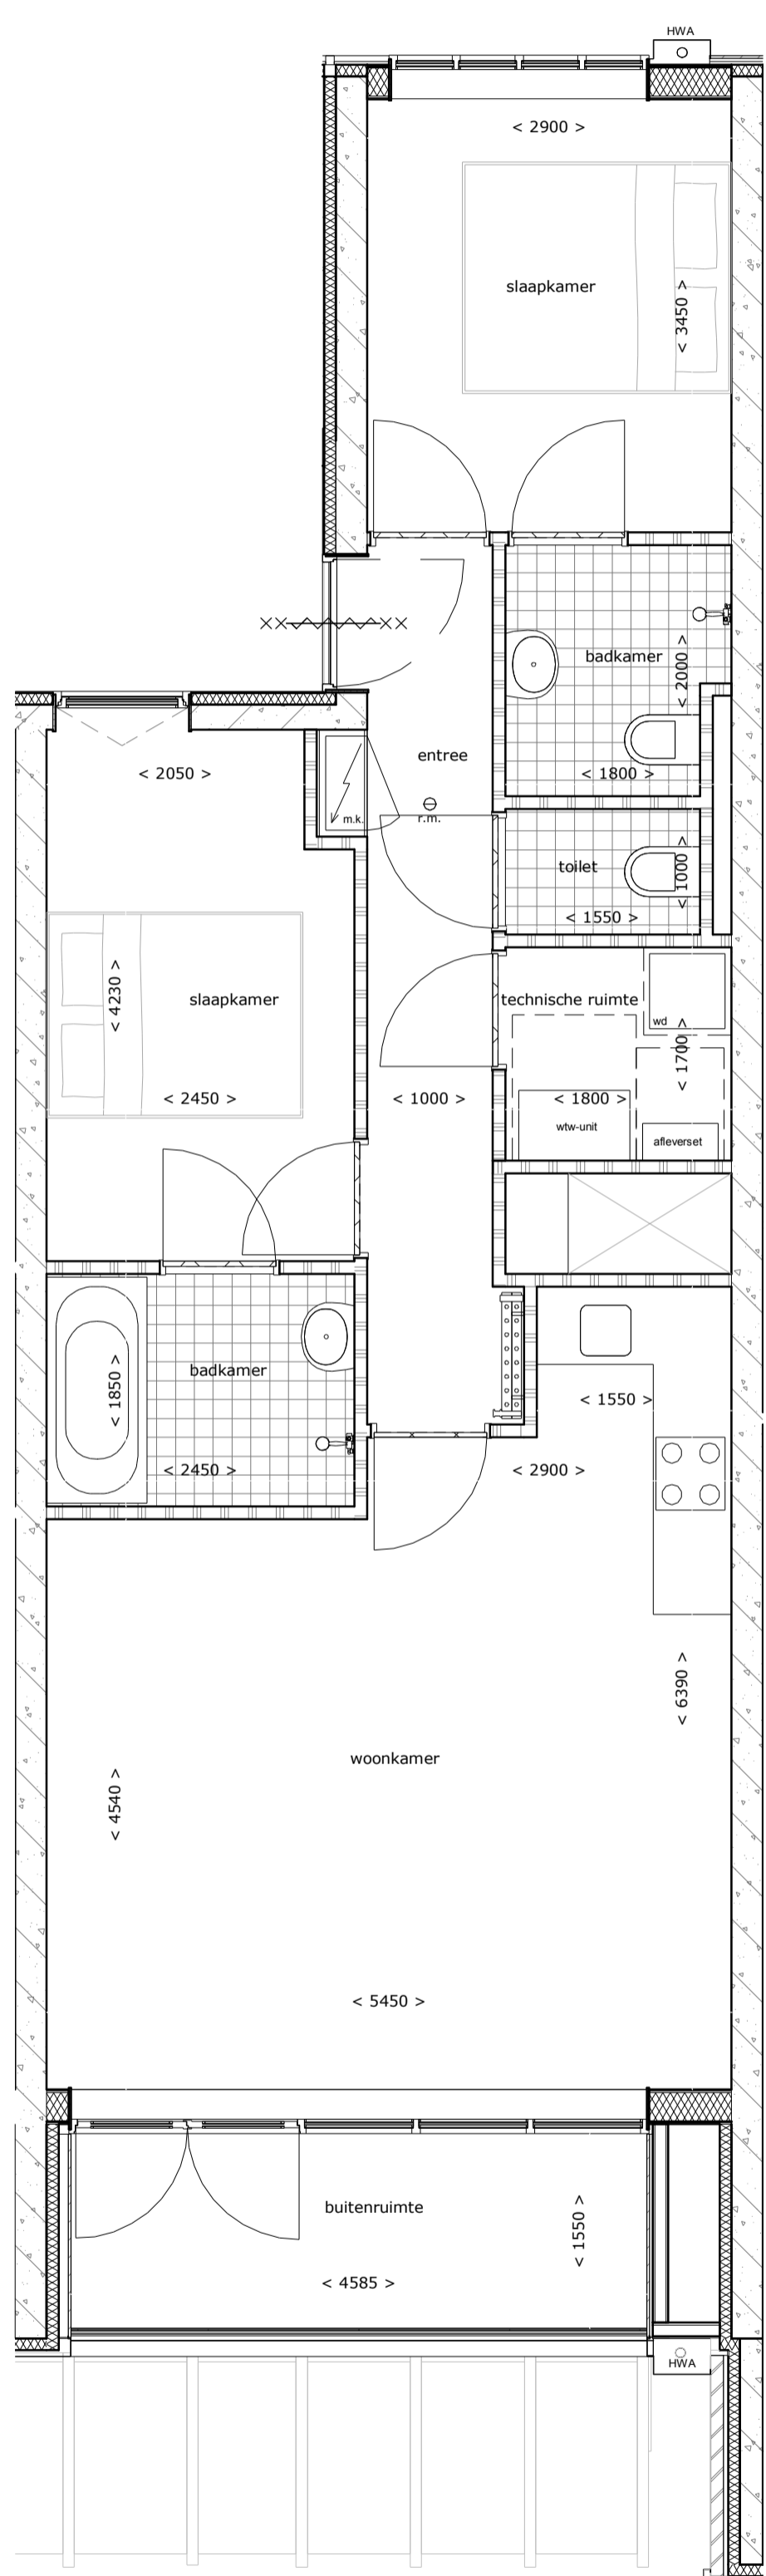 HWA
< 2900 >
slaapkamer
< 3450 >
badkamer
< 2000 >
entree
< 2050 >
< 1800 >
m.k.
r.m.
toilet
< 1000 >
< 1550 >
< 4230 >
slaapkamer
technische ruimte
wd
< 1700 >
< 2450 >
< 1000 >
< 1800 >
wtw-unit
afleverset
badkamer
< 1850 >
< 1550 >
< 2450 >
< 2900 >
< 6390 >
woonkamer
< 4540 >
< 5450 >
buitenruimte
< 1550 >
< 4585 >
HWA